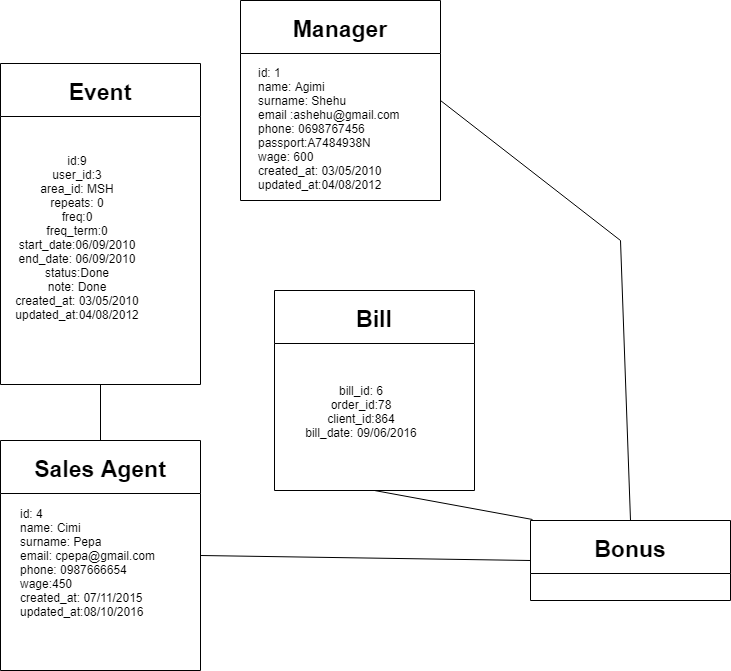 Manager
id: 1
name: Agimi
surname: Shehu
email :ashehu@gmail.com
phone: 0698767456
passport:A7484938N
wage: 600
created_at: 03/05/2010
updated_at:04/08/2012
Event
id:9
user_id:3
area_id: MSH
repeats: 0
freq:0
freq_term:0
start_date:06/09/2010
end_date: 06/09/2010
status:Done
note: Done
created_at: 03/05/2010
updated_at:04/08/2012
Bill
bill_id: 6
order_id:78
client_id:864
bill_date: 09/06/2016
Sales Agent
id: 4
name: Cimi
surname: Pepa
email: cpepa@gmail.com
phone: 0987666654
wage:450
created_at: 07/11/2015
updated_at:08/10/2016
Bonus